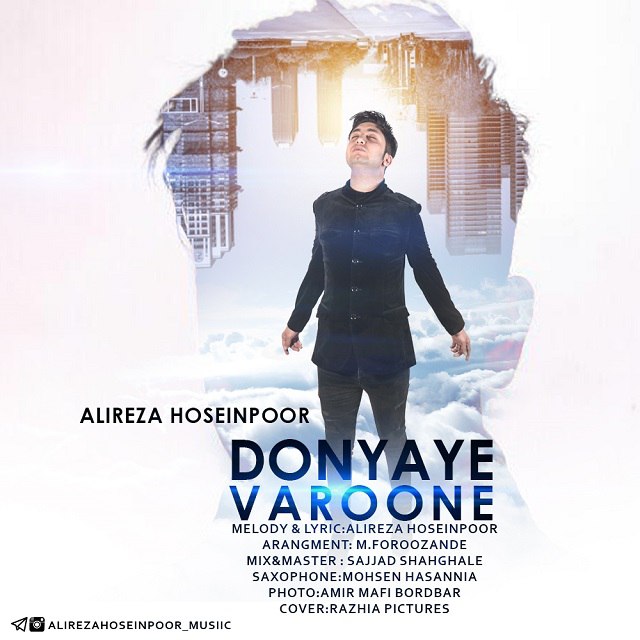 ALIREZA HOSEINPOOR
DONYAYE
VAROONE
MELODY & LYRIC:ALIREZA HOSEINPOOR
ARANGMENT: M.FOROOZANDE
MIX&MASTER : SAJJAD SHAHGHALE
SAXOPHONE:MOHSEN HASANNIA
PHOTO:AMIR MAFI BORDBAR
COVER:RAZHIA PICTURES
ALIREZAHOSEINPOOR_MUSIIC